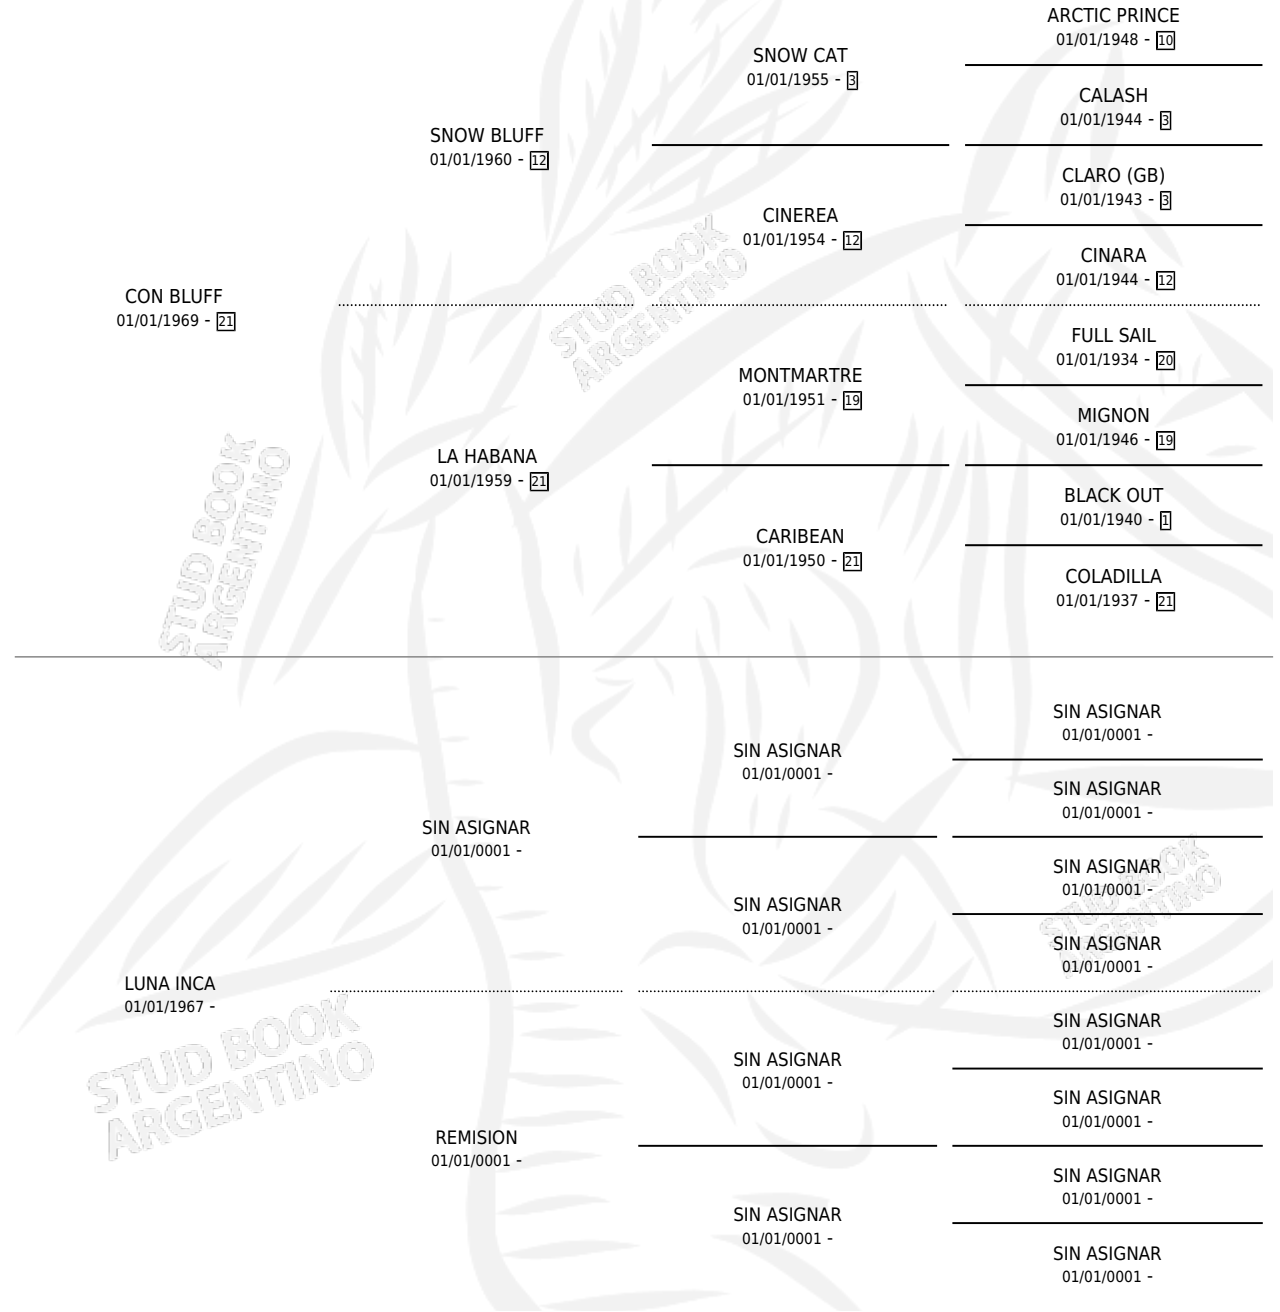 ARCTIC PRINCE
01/01/1948 - 10
SNOW CAT
01/01/1955 - 3
CALASH
01/01/1944 - 3
SNOW BLUFF
01/01/1960 - 12
CLARO (GB)
01/01/1943 - 3
CINEREA
01/01/1954 - 12
CINARA
01/01/1944 - 12
CON BLUFF
01/01/1969 - 21
FULL SAIL
01/01/1934 - 20
MONTMARTRE
01/01/1951 - 19
MIGNON
01/01/1946 - 19
LA HABANA
01/01/1959 - 21
BLACK OUT
01/01/1940 - 1
CARIBEAN
01/01/1950 - 21
COLADILLA
01/01/1937 - 21
STUD BOOK
ARGENTINO
STUD BOOK
ARGENTINO
SIN ASIGNAR
01/01/0001 -
SIN ASIGNAR
01/01/0001 -
SIN ASIGNAR
01/01/0001 -
SIN ASIGNAR
01/01/0001 -
SIN ASIGNAR
01/01/0001 -
SIN ASIGNAR
01/01/0001 -
SIN ASIGNAR
01/01/0001 -
LUNA INCA
01/01/1967 -
SIN ASIGNAR
01/01/0001 -
SIN ASIGNAR
01/01/0001 -
SIN ASIGNAR
01/01/0001 -
REMISION
01/01/0001 -
SIN ASIGNAR
01/01/0001 -
SIN ASIGNAR
01/01/0001 -
SIN ASIGNAR
01/01/0001 -
STUD BOOK
ARGENTINO
STUD BOOK
ARGENTINO